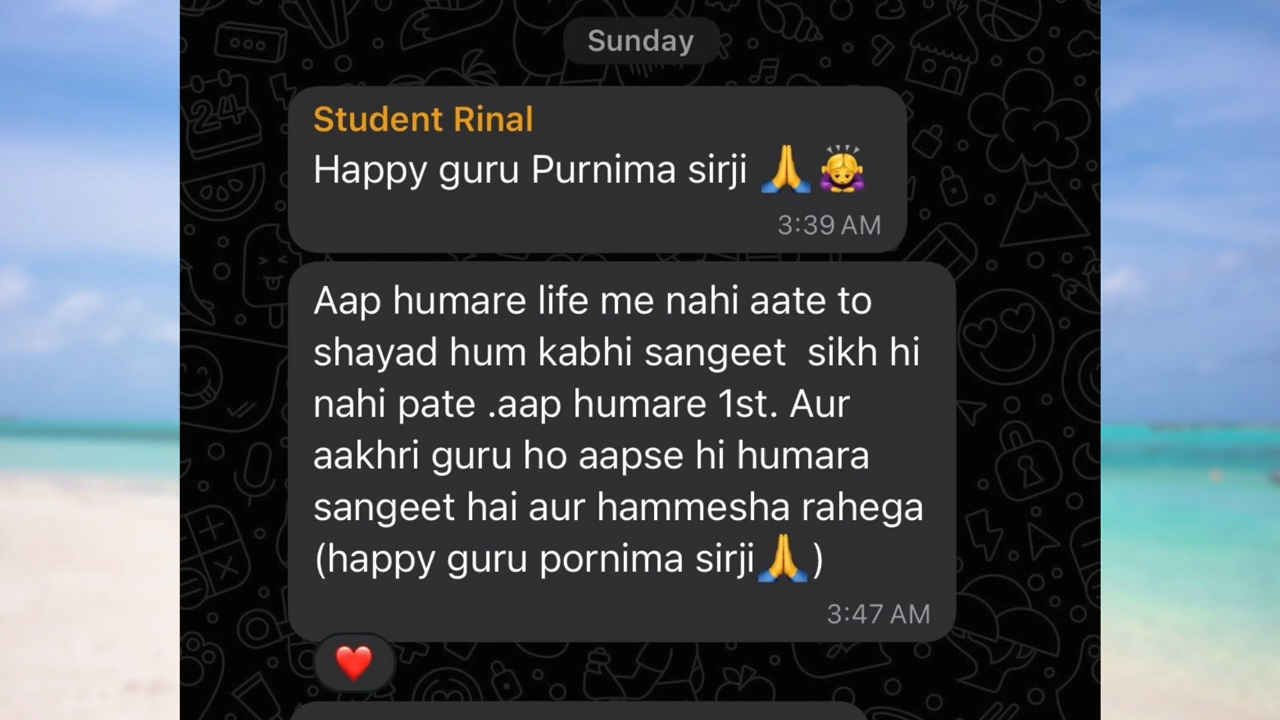 Sunday
Student Rinal
Happy guru Purnima sirji 🙏🙇‍♀️
3:39 AM
Aap humare life me nahi aate to
shayad hum kabhi sangeet  sikh hi
nahi pate .aap humare 1st. Aur
aakhri guru ho aapse hi humara
sangeet hai aur hammesha rahega
(happy guru pornima sirji🙏)
3:47 AM
❤️